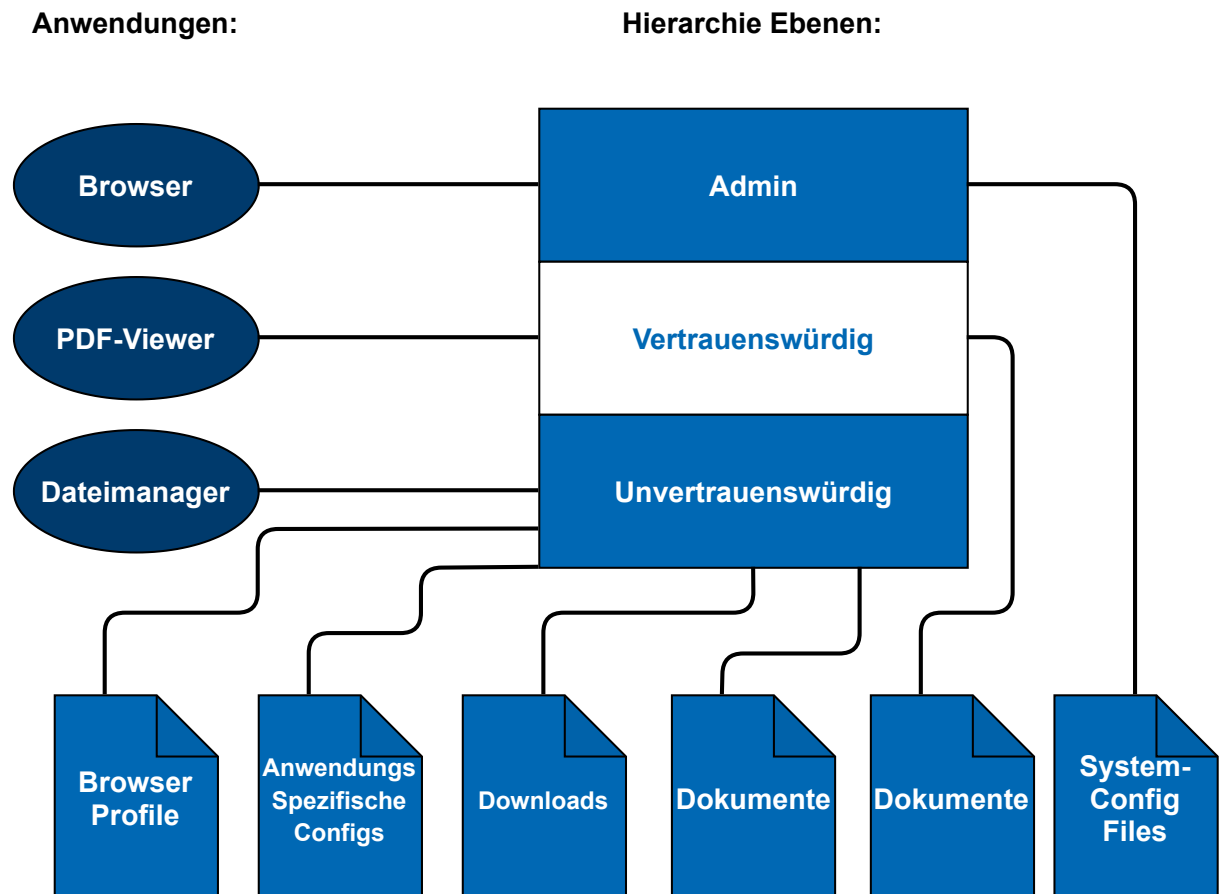 Anwendungen:
Hierarchie Ebenen:
Browser
Admin
PDF-Viewer
Vertrauenswürdig
Dateimanager
Unvertrauenswürdig
Browser
Profile
Anwendungs
Spezifische
Configs
Downloads
Dokumente
Dokumente
System-
Config
Files